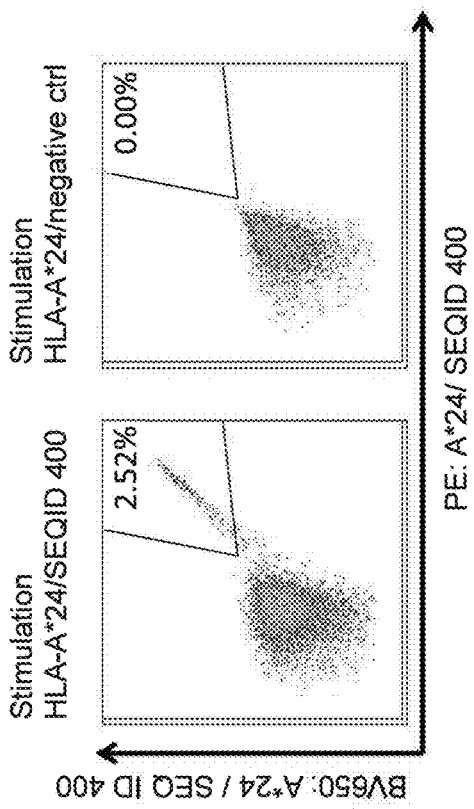 Stimulation
HLA-A*24/SEQID 400
2.52%
Stimulation
HLA-A*24/negative ctrl
0.00%
BV650: A*24 / SEQ ID 400
PE: A*24/ SEQID 400